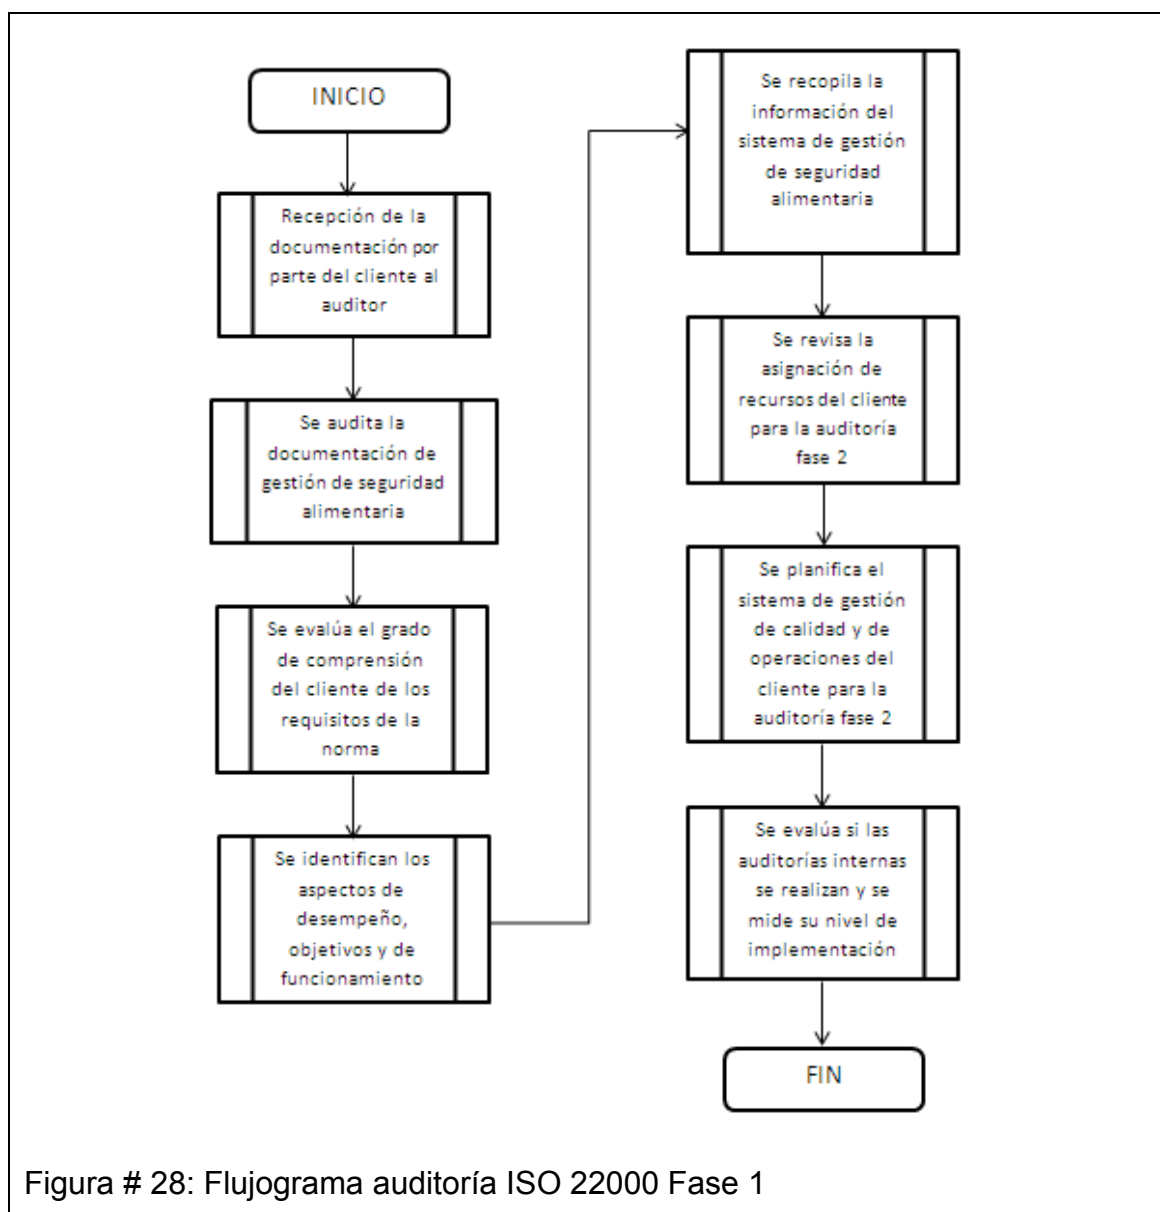 INICIO
Recepción de la
documentación por
parte del cliente al
auditor
Se audita la
documentación de
gestión de seguridad
alimentaria
Se evalúa el grado
de comprensión
del cliente de los
requisitos de la
norma
Se identifican los
aspectos de
desempeño,
objetivos y de
funcionamiento
Se recopila la
información del
sistema de gestión
de seguridad
alimentaria
Se revisa la
asignación de
recursos del cliente
para la auditoría
fase 2
Se planifica el
sistema de gestión
de calidad y de
operaciones del
cliente para la
auditoría fase 2
Se evalúa si las
auditorías internas
se realizan y se
mide su nivel de
implementación
FIN
Figura # 28: Flujograma auditoría ISO 22000 Fase 1